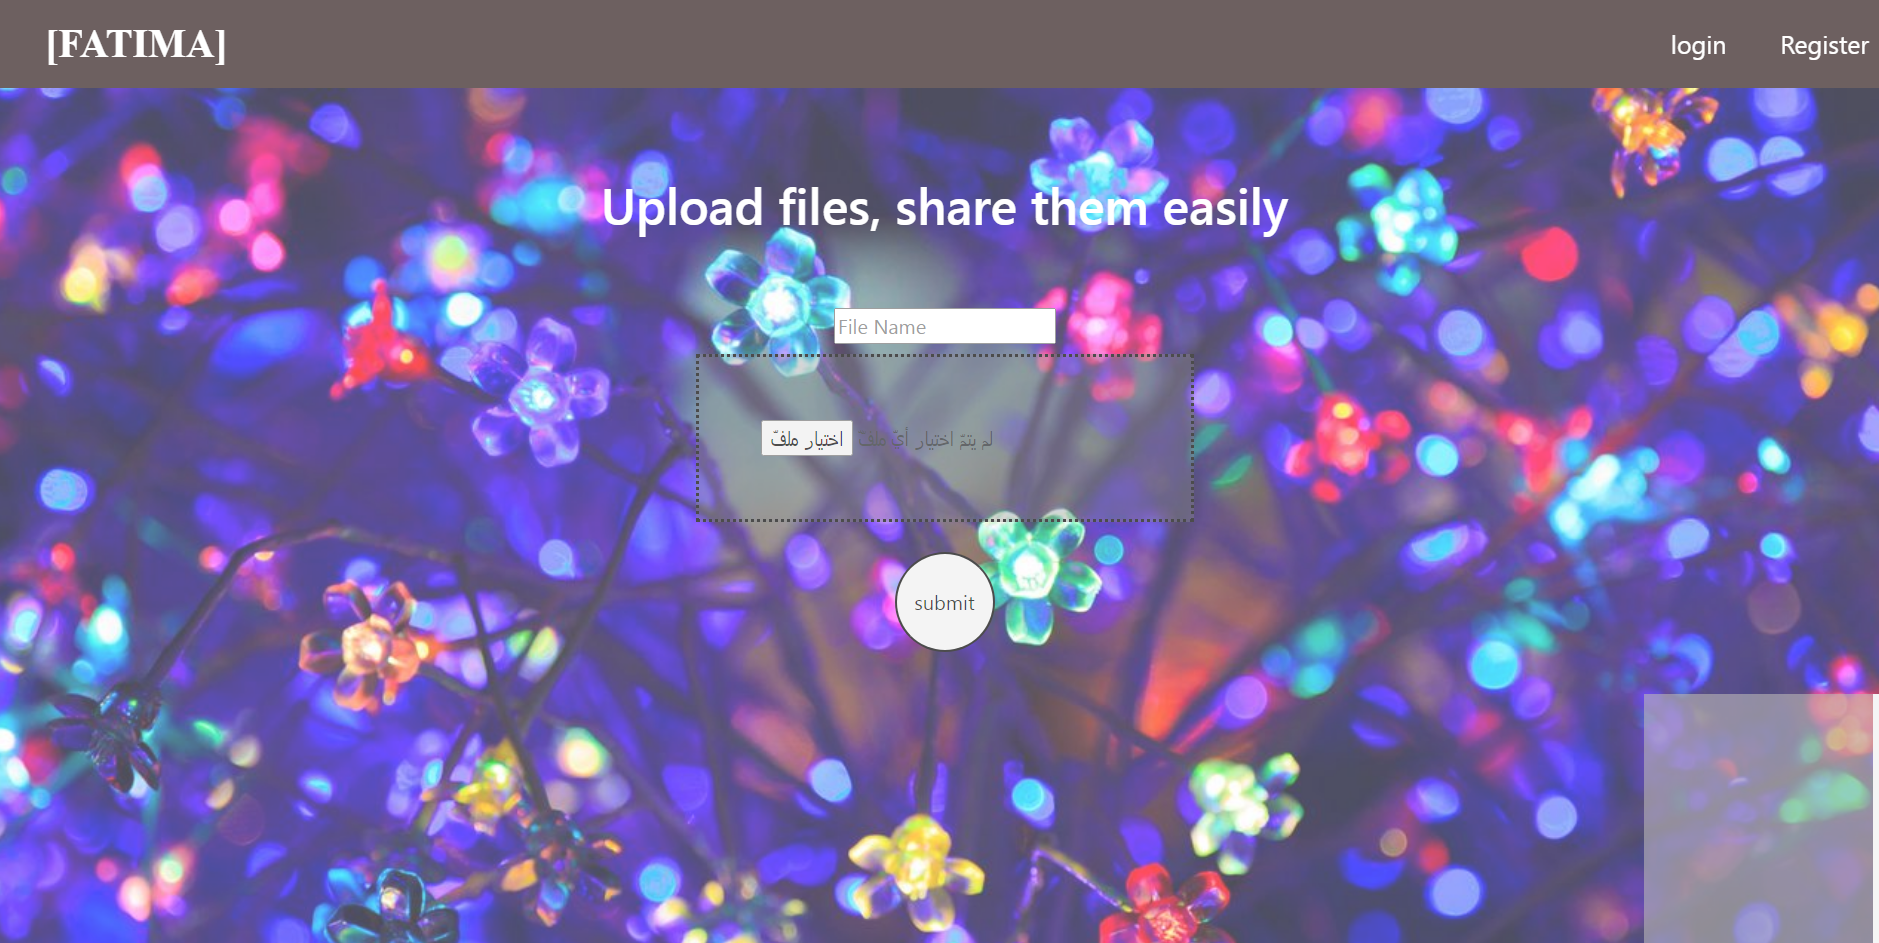 [FATIMA]
login
Register
Upload files, share them easily
File Name
اختيار ملفّ
لم يتمّ اختيار أيّ ملفّ
submit